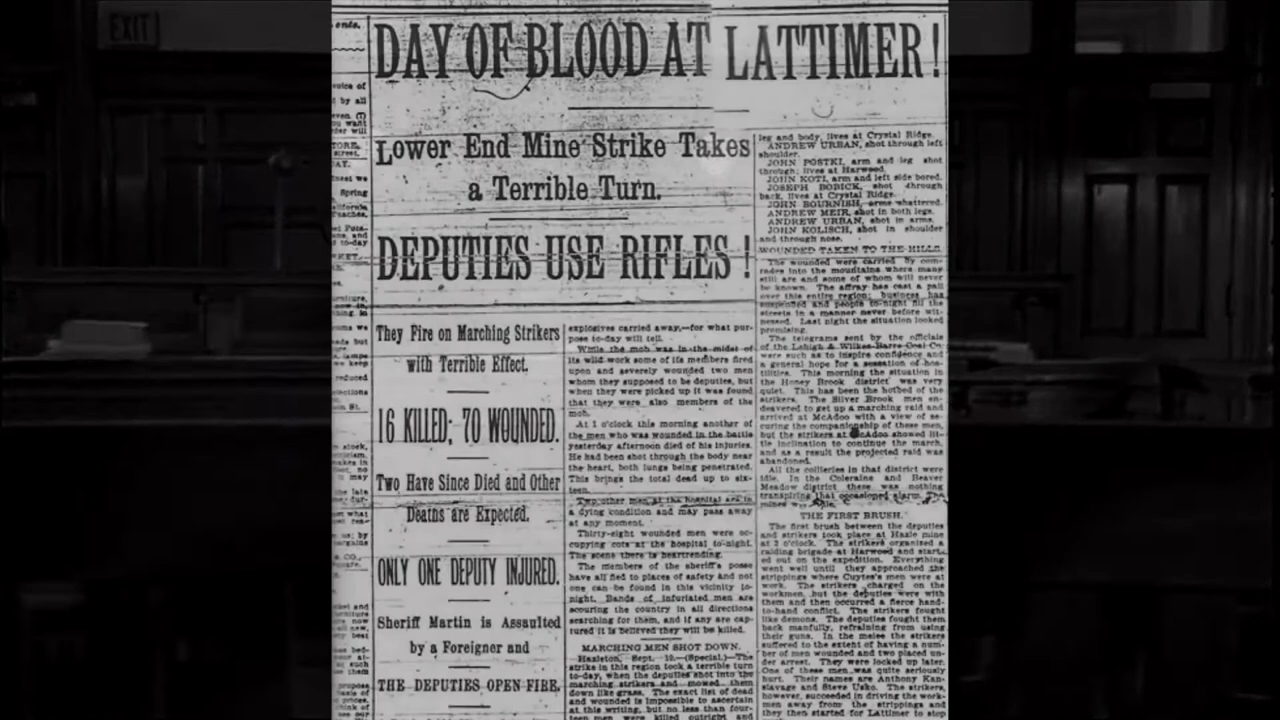 EXIT
DAY OF BLOOD AT LATTIMER!
Lower End Mine Strike Takes
a Terrible Turn.
DEPUTIES USE RIFLES!
They Fire on Marching Strikers
with Terrible Effect.
16 KILLED; 70 WOUNDED.
Two Have Since Died and Other
Deaths are Expected.
ONLY ONE DEPUTY INJURED.
Sheriff Martin is Assaulted
by a Foreigner and
THE DEPUTIES OPEN FIRE.
explosives carried away,—for what pur-
pose to-day will tell.
While the mob was in the midst of
its wild work some of its members fired
upon and severely wounded two men
whom they supposed to be deputies, but
when they were picked up it was found
that they were also members of the
mob.
At 1 o'clock this morning another of
the men who was wounded in the battle
yesterday afternoon died of his injuries.
He had been shot through the body near
the heart, both lungs being penetrated.
This brings the total dead up to six-
teen.
Two other men at the hospital are in
a dying condition and may pass away
at any moment.
Thirty-eight wounded men were oc-
cupying cots at the hospital to-night.
The scene there is heartrending.
The members of the sheriff's posse
have all fled to places of safety and not
one can be found in this vicinity to-
night. Bands of infuriated men are
scouring the country in all directions
searching for them, and if any are cap-
tured it is believed they will be killed.
MARCHING MEN SHOT DOWN.
Hazleton, Sept. 10.—(Special.)—The
strike in this region took a terrible turn
to-day, when the deputies shot into the
marching strikers and mowed them
down like grass. The exact list of dead
and wounded is impossible to ascertain
at this writing, but no less than four-
teen men were killed outright and
leg and body, lives at Crystal Ridge.
ANDREW URBAN, shot through left
shoulder.
JOHN POSTKI, arm and leg shot
through; lives at Harwood.
JOHN KOTI, arm and left side bored.
JOSEPH BOBICK, shot through
back, lives at Crystal Ridge.
JOHN BOURNISH, arms shattered.
ANDREW MEIR, shot in both legs.
ANDREW URBAN, shot in arms.
JOHN KOLISCH, shot in shoulder
and through nose.
WOUNDED TAKEN TO THE HILLS.
The wounded were carried by com-
rades into the mountains where many
still are and some of whom will never
be known. The affray has cast a pall
over this entire region; business has
suspended and people to-night fill the
streets in a manner never before wit-
nessed. Last night the situation looked
promising.
The telegrams sent by the officials
of the Lehigh & Wilkes-Barre Coal Co.
were such as to inspire confidence and
a general hope for a cessation of hos-
tilities. This morning the situation in
the Honey Brook district was very
quiet. This has been the hotbed of the
strikers. The Silver Brook men en-
deavored to get up a marching raid and
arrived at McAdoo with a view of se-
curing the companionship of these men,
but the strikers at McAdoo showed lit-
tle inclination to continue the march,
and as a result the projected raid was
abandoned.
All the collieries in that district were
idle. In the Coleraine and Beaver
Meadow district there was nothing
transpiring that occasioned alarm. The
mines
THE FIRST BRUSH.
The first brush between the deputies
and strikers took place at Hazle mine
at 3 o'clock. The strikers organized a
raiding brigade at Harwood and start-
ed out on the expedition. Everything
went well until they approached the
strippings where Cuyte's men were at
work. The strikers charged on the
workmen, but the deputies were with
them and then occurred a fierce hand-
to-hand conflict. The strikers fought
like demons. The deputies fought them
back manfully, refraining from using
their guns. In the melee the strikers
suffered to the extent of having a num-
ber of men wounded and two placed un-
der arrest. They were locked up later.
One of these men was quite seriously
hurt. Their names are Anthony Kan-
slavage and Steve Usko. The strikers,
however, succeeded in driving the work-
men away from the strippings and
they then started for Lattimer to stop